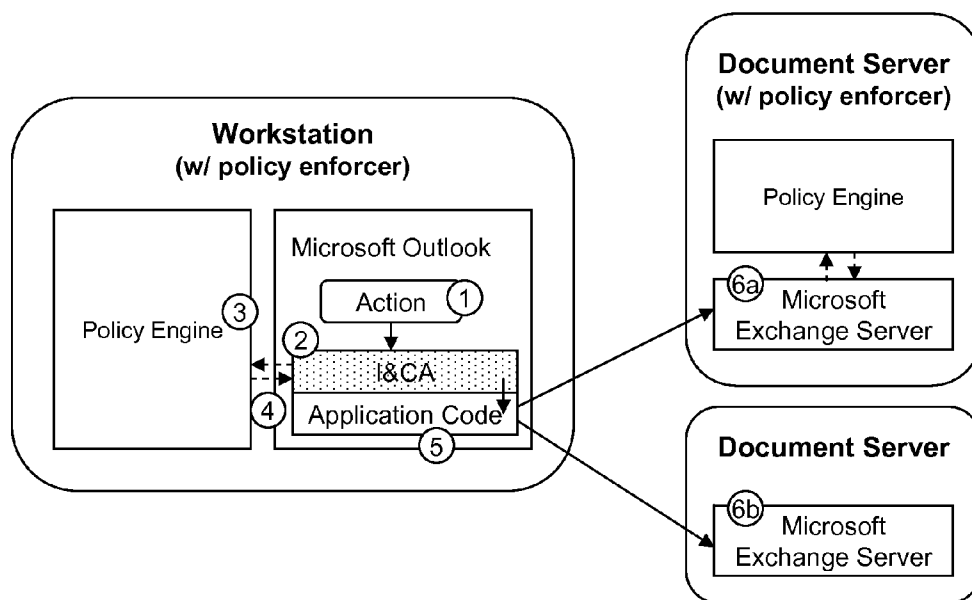 Workstation
(w/ policy enforcer)
Policy Engine
3
Microsoft Outlook
Action
1
2
I&CA
4
Application Code
5
Document Server
(w/ policy enforcer)
Policy Engine
6a
Microsoft
Exchange Server
Document Server
6b
Microsoft
Exchange Server